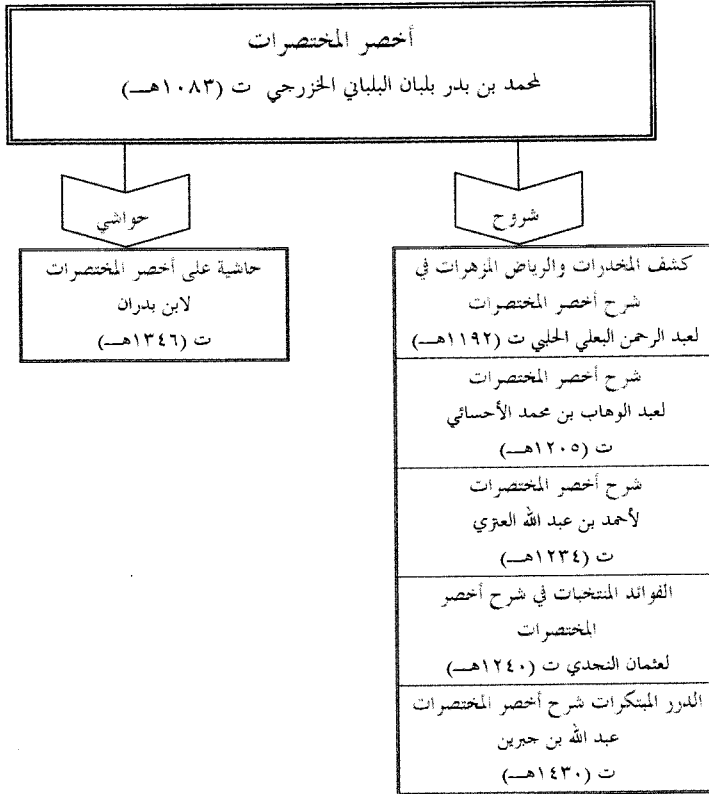 أخصر المختصرات
لمحمد بن بدر بلبان البلباني الخزرجي ت (١٠٨٣هـ)
شروح
كشف المخدرات والرياض المزهرات في
شرح أخصر المختصرات
لعبد الرحمن البعلي الحلبي ت (١١٩٢هـ)
شرح أخصر المختصرات
لعبد الوهاب بن محمد الأحسائي
ت (١٢٠٥هـ)
شرح أخصر المختصرات
لأحمد بن عبد الله العتري
ت (١٢٣٤هـ)
الفوائد المنتخبات في شرح أخصر
المختصرات
لعثمان النجدي ت (١٢٤٠هـ)
الدرر المبتكرات شرح أخصر المختصرات
عبد الله بن جبرين
ت (١٤٣٠هـ)
حواشي
حاشية على أخصر المختصرات
لابن بدران
ت (١٣٤٦هـ)